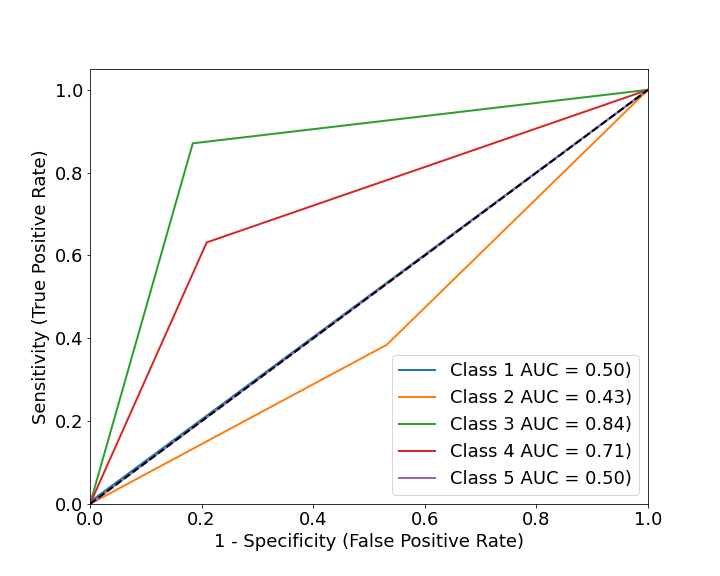 Sensitivity (True Positive Rate)
1.0
0.8
0.6
0.4
0.2
0.0
0.0 0.2 0.4 0.6 0.8 1.0
1 - Specificity (False Positive Rate)
Class 1 AUC = 0.50)
Class 2 AUC = 0.43)
Class 3 AUC = 0.84)
Class 4 AUC = 0.71)
Class 5 AUC = 0.50)